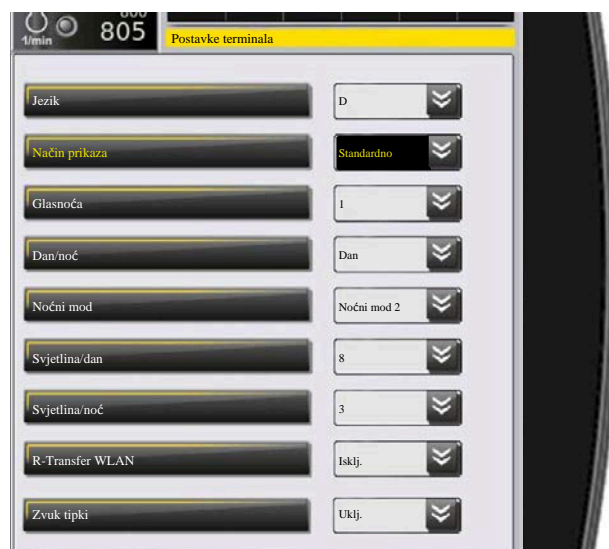 805
1/min
Postavke terminala
Jezik D
Način prikaza Standardno
Glasnoća 1
Dan/noć Dan
Noćni mod Noćni mod 2
Svjetlina/dan 8
Svjetlina/noć 3
R-Transfer WLAN Isklj.
Zvuk tipki Uklj.